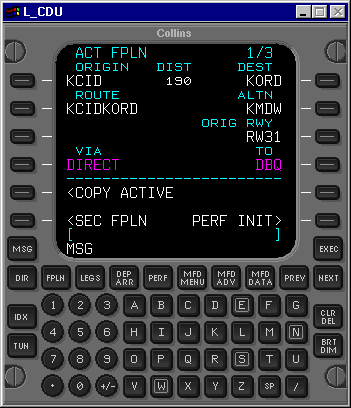 L_CDU
Collins
ACT FPLN 1/3
ORIGIN DIST DEST
KCID 190 KORD
ROUTE ALTN
KCIDKORD KMDW
ORIG RWY
RW31
VIA TO
DIRECT DBQ
--------------------------------
<COPY ACTIVE
<SEC FPLN PERF INIT>
[ ]
MSG
MSG EXEC
DIR FPLN LEGS DEP ARR PERF MFD MENU MFD ADV MFD DATA PREV NEXT
1 2 3 A B C D E F G
IDX CLR DEL
4 5 6 H I J K L M N
TUN BRT DIM
7 8 9 O P Q R S T U
. 0 +/- V W X Y Z SP /